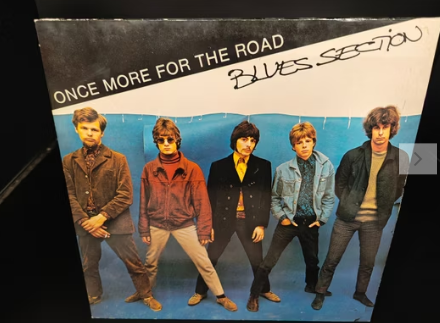 ONCE MORE FOR THE ROAD
BLUES SECTION